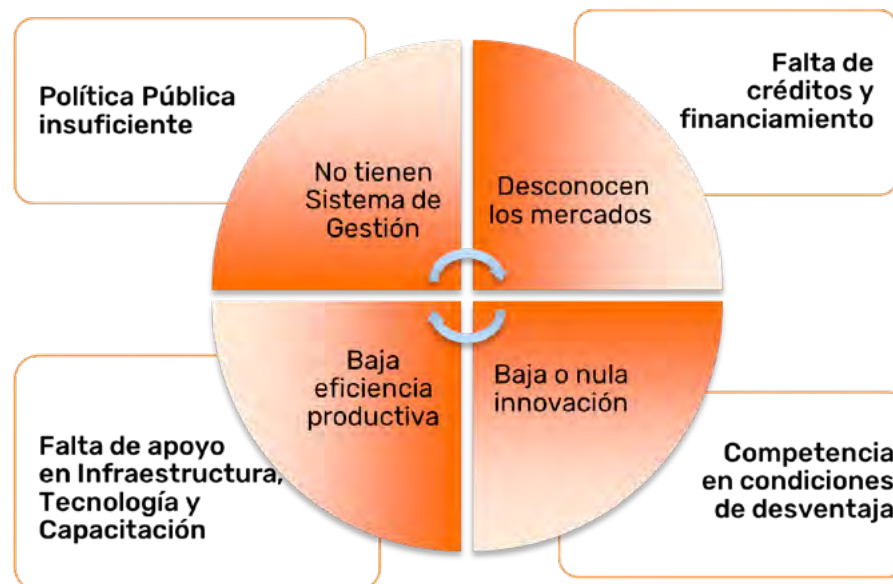 Política Pública
insuficiente
Falta de
créditos y
financiamiento
No tienen
Sistema de
Gestión
Desconocen
los mercados
Baja
eficiencia
productiva
Baja o nula
innovación
Falta de apoyo
en Infraestructura,
Tecnología y
Capacitación
Competencia
en condiciones
de desventaja